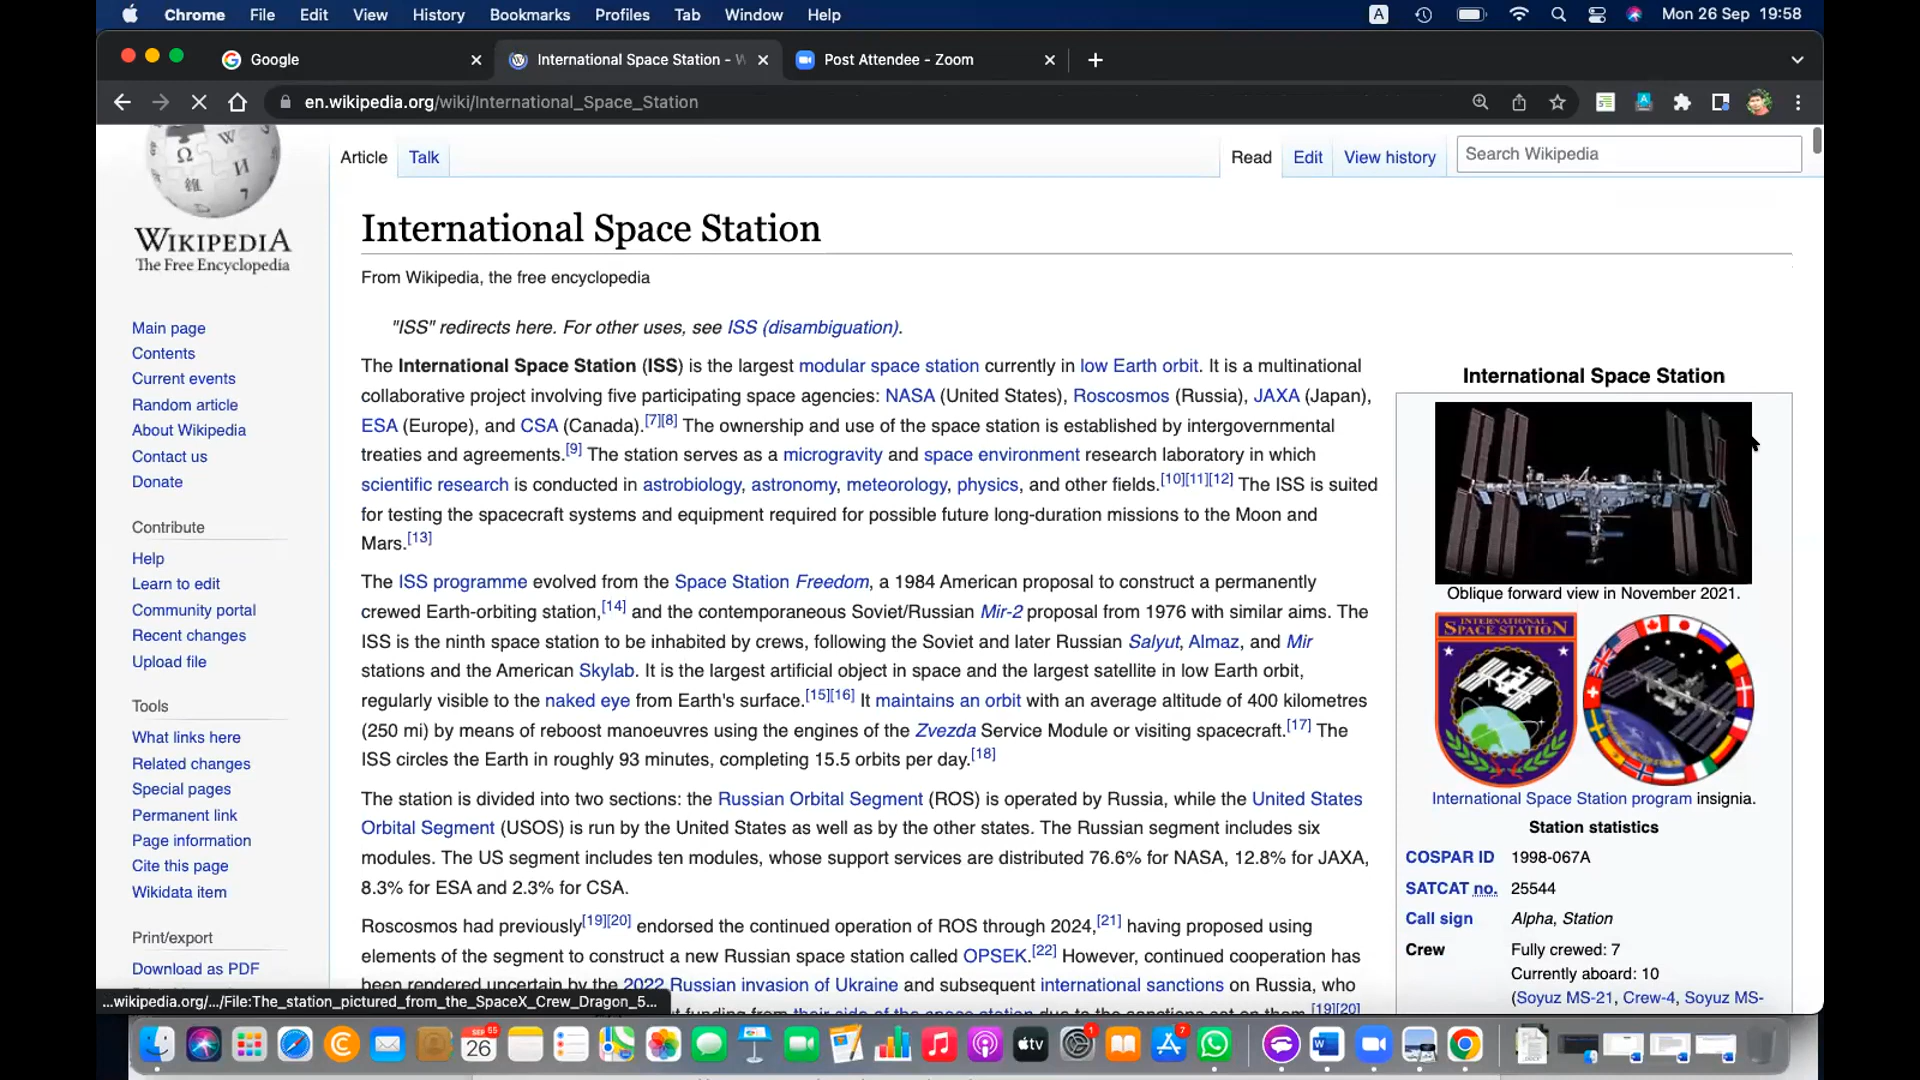 Chrome File Edit View History Bookmarks Profiles Tab Window Help A Mon 26 Sep 19:58
Google International Space Station - W Post Attendee - Zoom
en.wikipedia.org/wiki/International_Space_Station
WIKIPEDIA
The Free Encyclopedia
Main page
Contents
Current events
Random article
About Wikipedia
Contact us
Donate
Contribute
Help
Learn to edit
Community portal
Recent changes
Upload file
Tools
What links here
Related changes
Special pages
Permanent link
Page information
Cite this page
Wikidata item
Print/export
Download as PDF
Article Talk Read Edit View history Search Wikipedia
International Space Station
From Wikipedia, the free encyclopedia
"ISS" redirects here. For other uses, see ISS (disambiguation).
The International Space Station (ISS) is the largest modular space station currently in low Earth orbit. It is a multinational
collaborative project involving five participating space agencies: NASA (United States), Roscosmos (Russia), JAXA (Japan),
ESA (Europe), and CSA (Canada).[7][8] The ownership and use of the space station is established by intergovernmental
treaties and agreements.[9] The station serves as a microgravity and space environment research laboratory in which
scientific research is conducted in astrobiology, astronomy, meteorology, physics, and other fields.[10][11][12] The ISS is suited
for testing the spacecraft systems and equipment required for possible future long-duration missions to the Moon and
Mars.[13]
The ISS programme evolved from the Space Station Freedom, a 1984 American proposal to construct a permanently
crewed Earth-orbiting station,[14] and the contemporaneous Soviet/Russian Mir-2 proposal from 1976 with similar aims. The
ISS is the ninth space station to be inhabited by crews, following the Soviet and later Russian Salyut, Almaz, and Mir
stations and the American Skylab. It is the largest artificial object in space and the largest satellite in low Earth orbit,
regularly visible to the naked eye from Earth's surface.[15][16] It maintains an orbit with an average altitude of 400 kilometres
(250 mi) by means of reboost manoeuvres using the engines of the Zvezda Service Module or visiting spacecraft.[17] The
ISS circles the Earth in roughly 93 minutes, completing 15.5 orbits per day.[18]
The station is divided into two sections: the Russian Orbital Segment (ROS) is operated by Russia, while the United States
Orbital Segment (USOS) is run by the United States as well as by the other states. The Russian segment includes six
modules. The US segment includes ten modules, whose support services are distributed 76.6% for NASA, 12.8% for JAXA,
8.3% for ESA and 2.3% for CSA.
Roscosmos had previously[19][20] endorsed the continued operation of ROS through 2024,[21] having proposed using
elements of the segment to construct a new Russian space station called OPSEK.[22] However, continued cooperation has
been rendered uncertain by the 2022 Russian invasion of Ukraine and subsequent international sanctions on Russia, who
funding from their side of the space station due to the sanctions set on them.[19][20]
International Space Station
Oblique forward view in November 2021.
INTERNATIONAL
SPACE STATION
International Space Station program insignia.
Station statistics
COSPAR ID 1998-067A
SATCAT no. 25544
Call sign Alpha, Station
Crew Fully crewed: 7
Currently aboard: 10
(Soyuz MS-21, Crew-4, Soyuz MS-
...wikipedia.org/.../File:The_station_pictured_from_the_SpaceX_Crew_Dragon_5...
SEP
26
tv
1
7
W